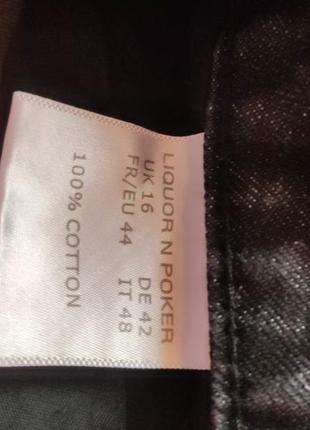 LIQUOR N POKER
UK 16 DE 42
FR/EU 44 IT 48
100% COTTON